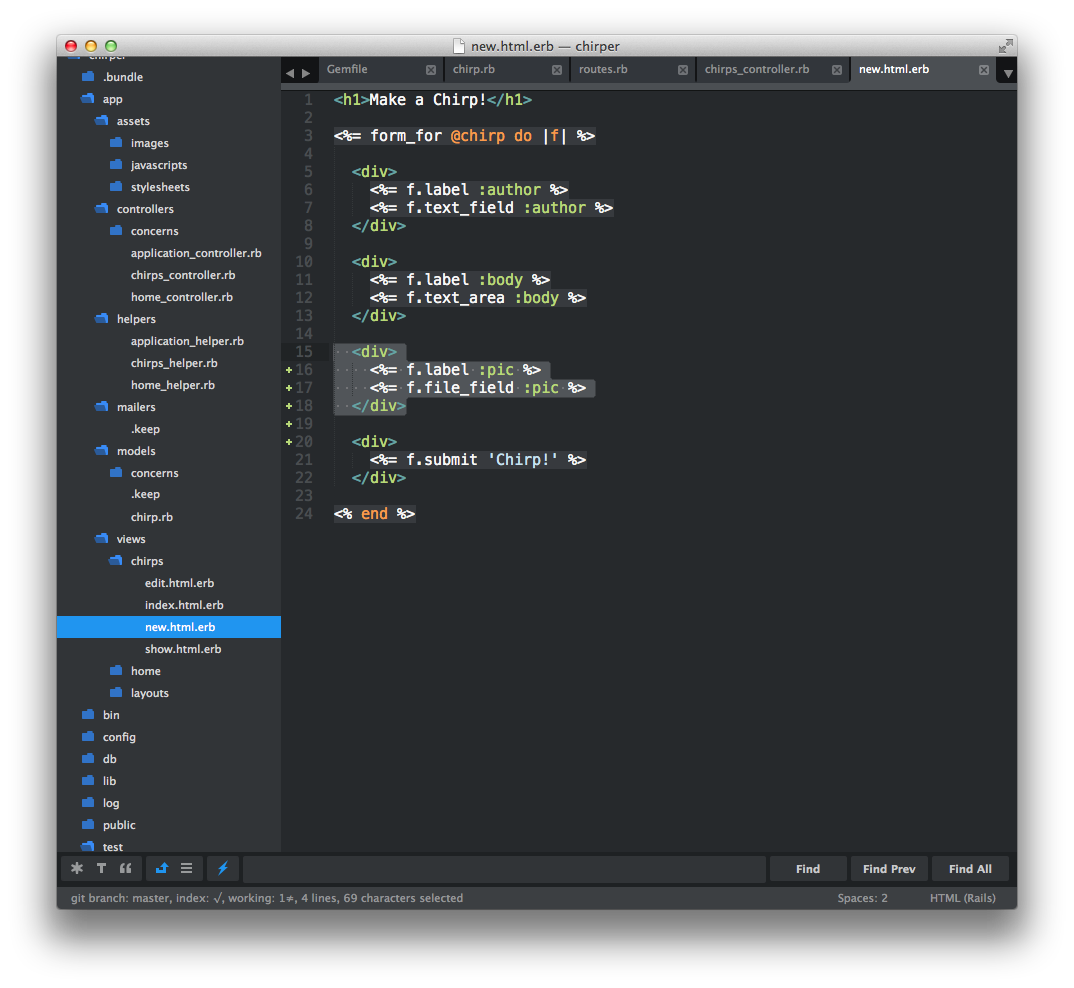 new.html.erb — chirper
chirper
.bundle
app
assets
images
javascripts
stylesheets
controllers
concerns
application_controller.rb
chirps_controller.rb
home_controller.rb
helpers
application_helper.rb
chirps_helper.rb
home_helper.rb
mailers
.keep
models
concerns
.keep
chirp.rb
views
chirps
edit.html.erb
index.html.erb
new.html.erb
show.html.erb
home
layouts
bin
config
db
lib
log
public
test
Gemfile chirp.rb routes.rb chirps_controller.rb new.html.erb
1 <h1>Make a Chirp!</h1>
2
3 <%= form_for @chirp do |f| %>
4
5 <div>
6 <%= f.label :author %>
7 <%= f.text_field :author %>
8 </div>
9
10 <div>
11 <%= f.label :body %>
12 <%= f.text_area :body %>
13 </div>
14
15 <div>
16 <%= f.label :pic %>
17 <%= f.file_field :pic %>
18 </div>
19
20 <div>
21 <%= f.submit 'Chirp!' %>
22 </div>
23
24 <% end %>
Find Find Prev Find All
git branch: master, index: √, working: 1≠, 4 lines, 69 characters selected Spaces: 2 HTML (Rails)